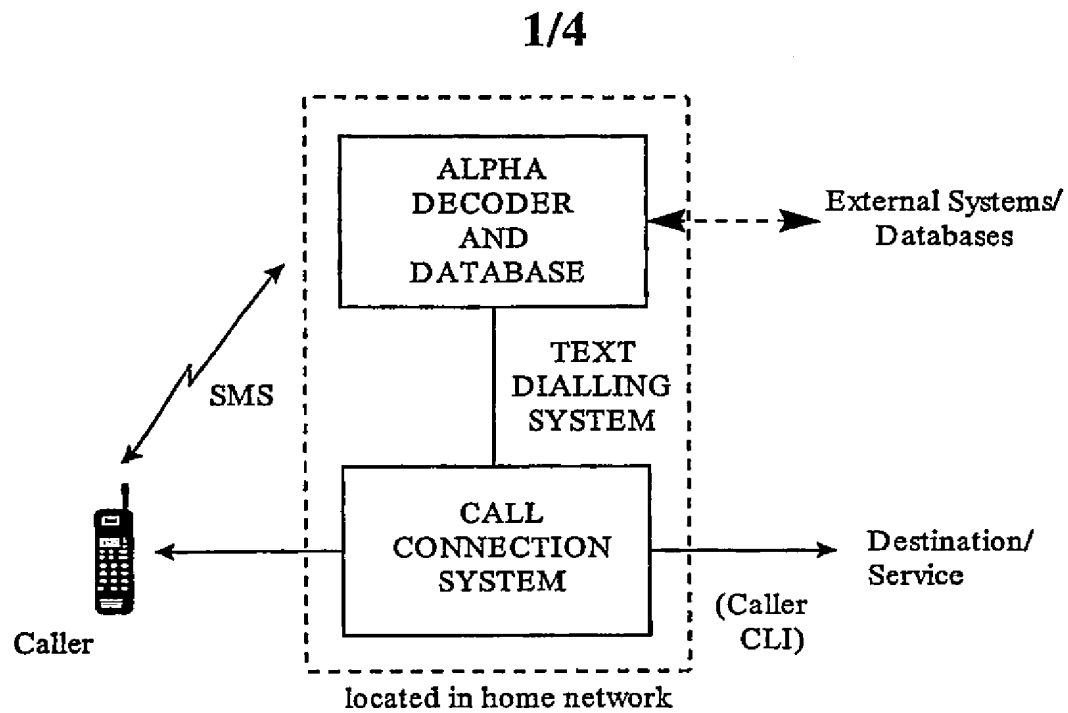 1/4
ALPHA
DECODER
AND
DATABASE
External Systems/
Databases
TEXT
DIALLING
SYSTEM
SMS
CALL
CONNECTION
SYSTEM
Destination/
Service
(Caller
CLI)
Caller
located in home network